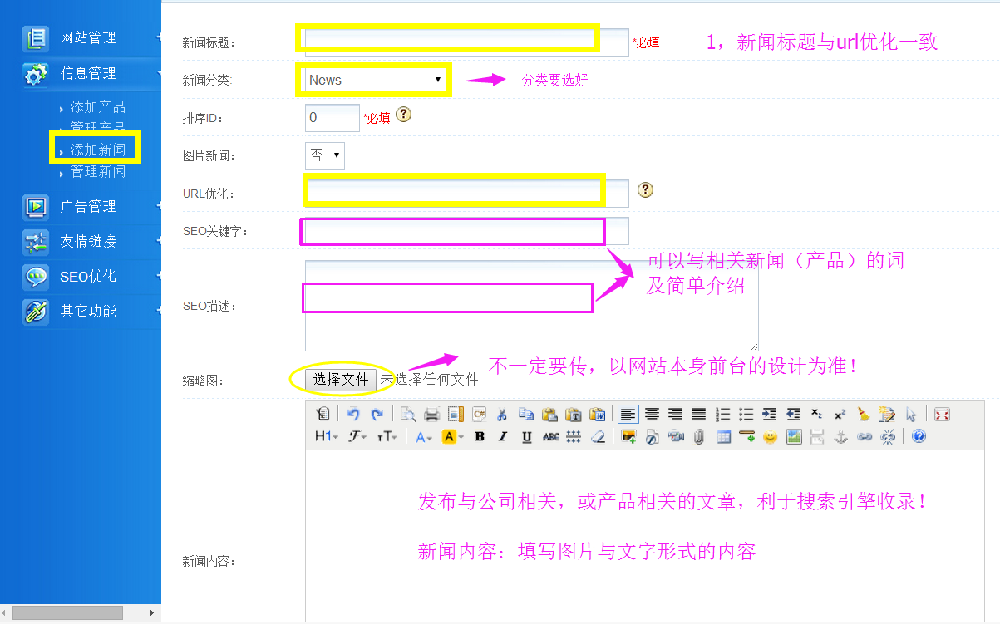 网站管理
信息管理
添加产品
管理产品
添加新闻
管理新闻
广告管理
友情链接
SEO优化
其它功能
新闻标题：
*必填
1，新闻标题与url优化一致
新闻分类:
News
分类要选好
排序ID：
0
*必填
?
图片新闻：
否
URL优化：
?
SEO关键字：
可以写相关新闻（产品）的词
及简单介绍
SEO描述：
不一定要传，以网站本身前台的设计为准！
缩略图：
选择文件
未选择任何文件
H1
F
TT
A
A
B
I
U
ABC
发布与公司相关，或产品相关的文章，利于搜索引擎收录！
新闻内容：填写图片与文字形式的内容
新闻内容：